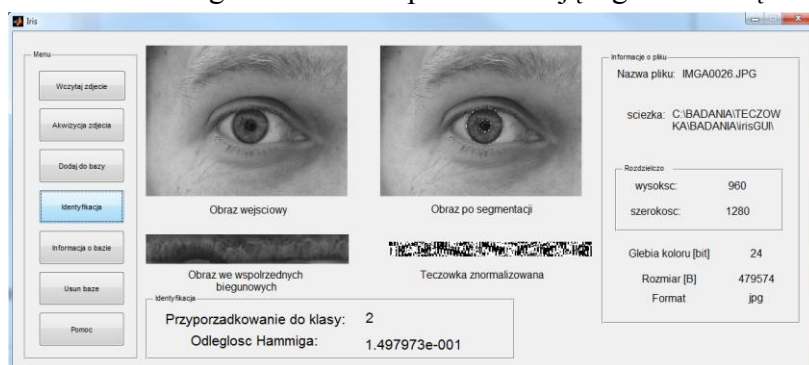 Iris
Menu
Wczytaj zdjecie
Akwizycja zdjecia
Dodaj do bazy
Identyfikacja
Informacja o bazie
Usun baze
Pomoc
Obraz wejsciowy
Obraz po segmentacji
Obraz we wspolrzednych
biegunowych
Teczowka znormalizowana
Identyfikacja
Przyporzadkowanie do klasy: 2
Odleglosc Hammiga: 1.497973e-001
Informacje o pliku
Nazwa pliku: IMGA0026.JPG
sciezka: C:\BADANIA\TECZOW
KA\BADANIA\irisGUI\
Rozdzielczo
wysoksc: 960
szerokosc: 1280
Glebia koloru [bit] 24
Rozmiar [B] 479574
Format jpg